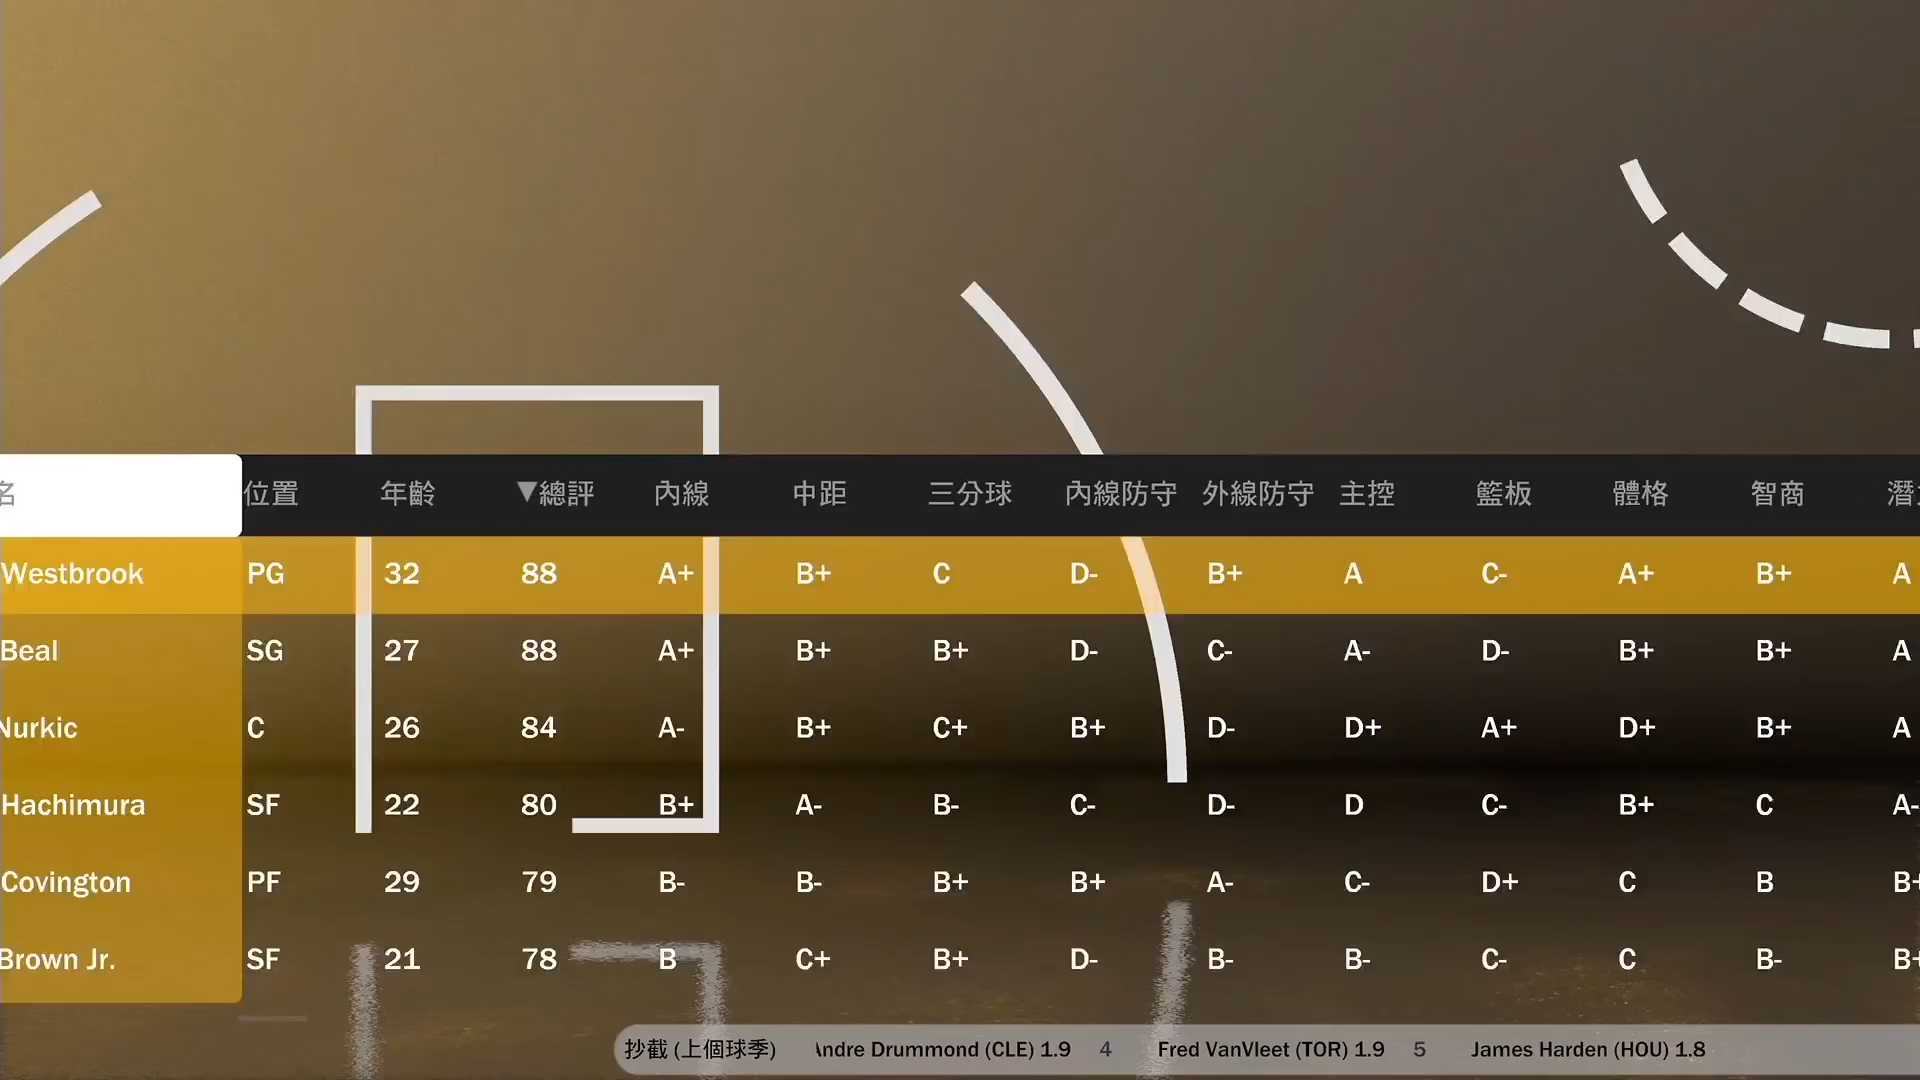 名 位置 年齡 ▼總評 內線 中距 三分球 內線防守 外線防守 主控 籃板 體格 智商 潛
Westbrook PG 32 88 A+ B+ C D- B+ A C- A+ B+ A
Beal SG 27 88 A+ B+ B+ D- C- A- D- B+ B+ A
Nurkic C 26 84 A- B+ C+ B+ D- D+ A+ D+ B+ A
Hachimura SF 22 80 B+ A- B- C- D- D C- B+ C A-
Covington PF 29 79 B- B- B+ B+ A- C- D+ C B B+
Brown Jr. SF 21 78 B C+ B+ D- B- B- C- C B- B+
抄截 (上個球季) Andre Drummond (CLE) 1.9 4 Fred VanVleet (TOR) 1.9 5 James Harden (HOU) 1.8